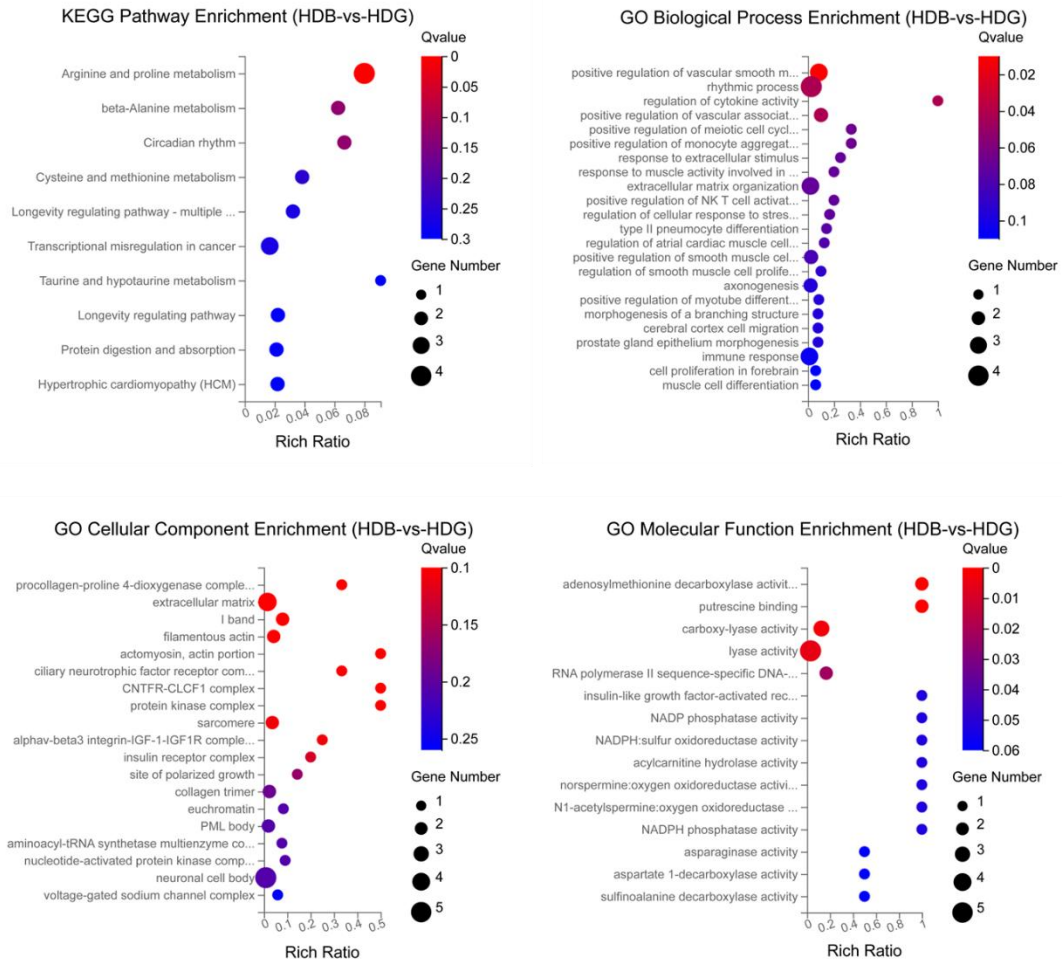 KEGG Pathway Enrichment (HDB-vs-HDG)
Qvalue
Arginine and proline metabolism
beta-Alanine metabolism
Circadian rhythm
Cysteine and methionine metabolism
Longevity regulating pathway - multiple ...
Transcriptional misregulation in cancer
Taurine and hypotaurine metabolism
Longevity regulating pathway
Protein digestion and absorption
Hypertrophic cardiomyopathy (HCM)
0
0.05
0.1
0.15
0.2
0.25
0.3
Gene Number
1
2
3
4
0 0.02 0.04 0.06 0.08
Rich Ratio
GO Biological Process Enrichment (HDB-vs-HDG)
Qvalue
positive regulation of vascular smooth m...
rhythmic process
regulation of cytokine activity
positive regulation of vascular associat...
positive regulation of meiotic cell cycl...
positive regulation of monocyte aggregat...
response to extracellular stimulus
response to muscle activity involved in ...
extracellular matrix organization
positive regulation of NK T cell activat...
regulation of cellular response to stres...
type II pneumocyte differentiation
regulation of atrial cardiac muscle cell...
positive regulation of smooth muscle cel...
regulation of smooth muscle cell prolife...
axonogenesis
positive regulation of myotube different...
morphogenesis of a branching structure
cerebral cortex cell migration
prostate gland epithelium morphogenesis
immune response
cell proliferation in forebrain
muscle cell differentiation
0.02
0.04
0.06
0.08
0.1
Gene Number
1
2
3
4
0 0.2 0.4 0.6 0.8 1
Rich Ratio
GO Cellular Component Enrichment (HDB-vs-HDG)
Qvalue
procollagen-proline 4-dioxygenase comple...
extracellular matrix
I band
filamentous actin
actomyosin, actin portion
ciliary neurotrophic factor receptor com...
CNTFR-CLCF1 complex
protein kinase complex
sarcomere
alphav-beta3 integrin-IGF-1-IGF1R comple...
insulin receptor complex
site of polarized growth
collagen trimer
euchromatin
PML body
aminoacyl-tRNA synthetase multienzyme co...
nucleotide-activated protein kinase comp...
neuronal cell body
voltage-gated sodium channel complex
0.1
0.15
0.2
0.25
Gene Number
1
2
3
4
5
0 0.1 0.2 0.3 0.4 0.5
Rich Ratio
GO Molecular Function Enrichment (HDB-vs-HDG)
Qvalue
adenosylmethionine decarboxylase activit...
putrescine binding
carboxy-lyase activity
lyase activity
RNA polymerase II sequence-specific DNA-...
insulin-like growth factor-activated rec...
NADP phosphatase activity
NADPH:sulfur oxidoreductase activity
acylcarnitine hydrolase activity
norspermine:oxygen oxidoreductase activi...
N1-acetylspermine:oxygen oxidoreductase ...
NADPH phosphatase activity
asparaginase activity
aspartate 1-decarboxylase activity
sulfinoalanine decarboxylase activity
0
0.01
0.02
0.03
0.04
0.05
0.06
Gene Number
1
2
3
4
5
0 0.2 0.4 0.6 0.8 1
Rich Ratio